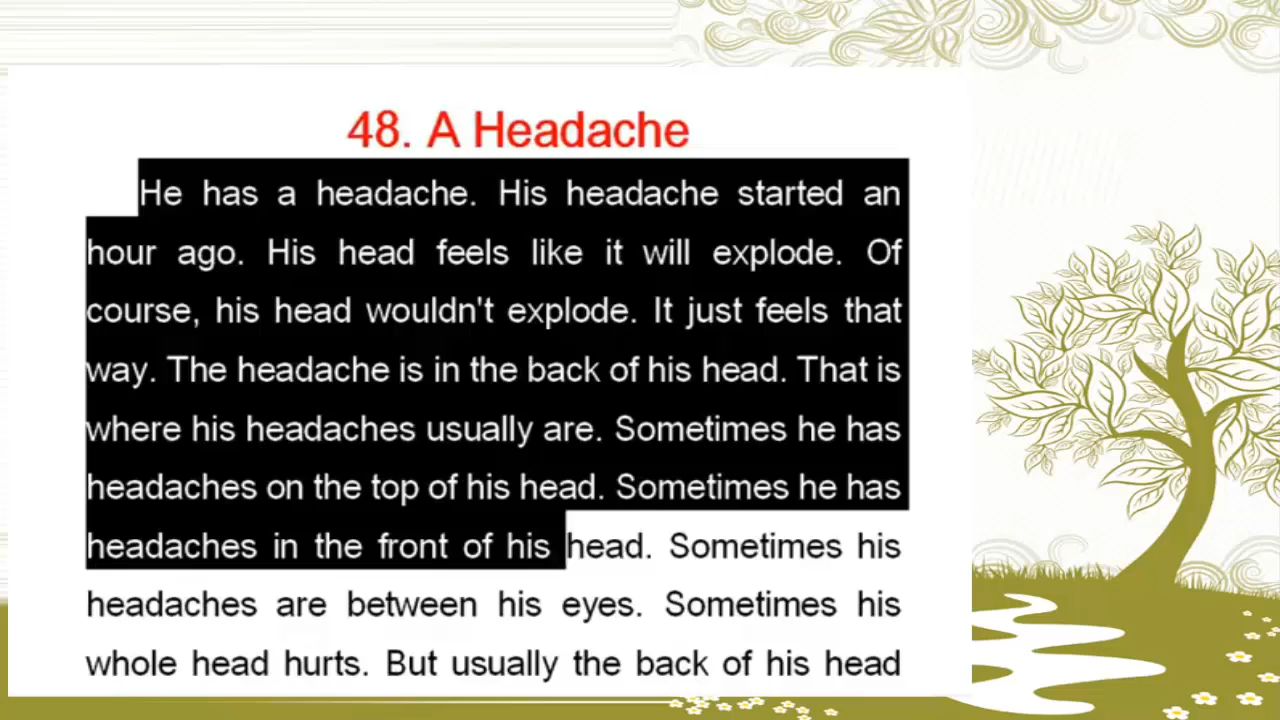 48. A Headache
He has a headache. His headache started an
hour ago. His head feels like it will explode. Of
course, his head wouldn't explode. It just feels that
way. The headache is in the back of his head. That is
where his headaches usually are. Sometimes he has
headaches on the top of his head. Sometimes he has
headaches in the front of his head. Sometimes his
headaches are between his eyes. Sometimes his
whole head hurts. But usually the back of his head